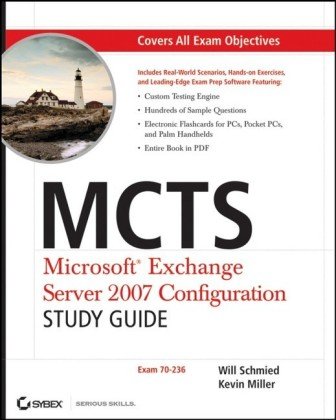 Covers All Exam Objectives
Includes Real-World Scenarios, Hands-on Exercises,
and Leading-Edge Exam Prep Software Featuring:
• Custom Testing Engine
• Hundreds of Sample Questions
• Electronic Flashcards for PCs, Pocket PCs,
and Palm Handhelds
• Entire Book in PDF
MCTS
Microsoft® Exchange
Server 2007 Configuration
STUDY GUIDE
Exam 70-236
Will Schmied
Kevin Miller
SYBEX
SERIOUS SKILLS.